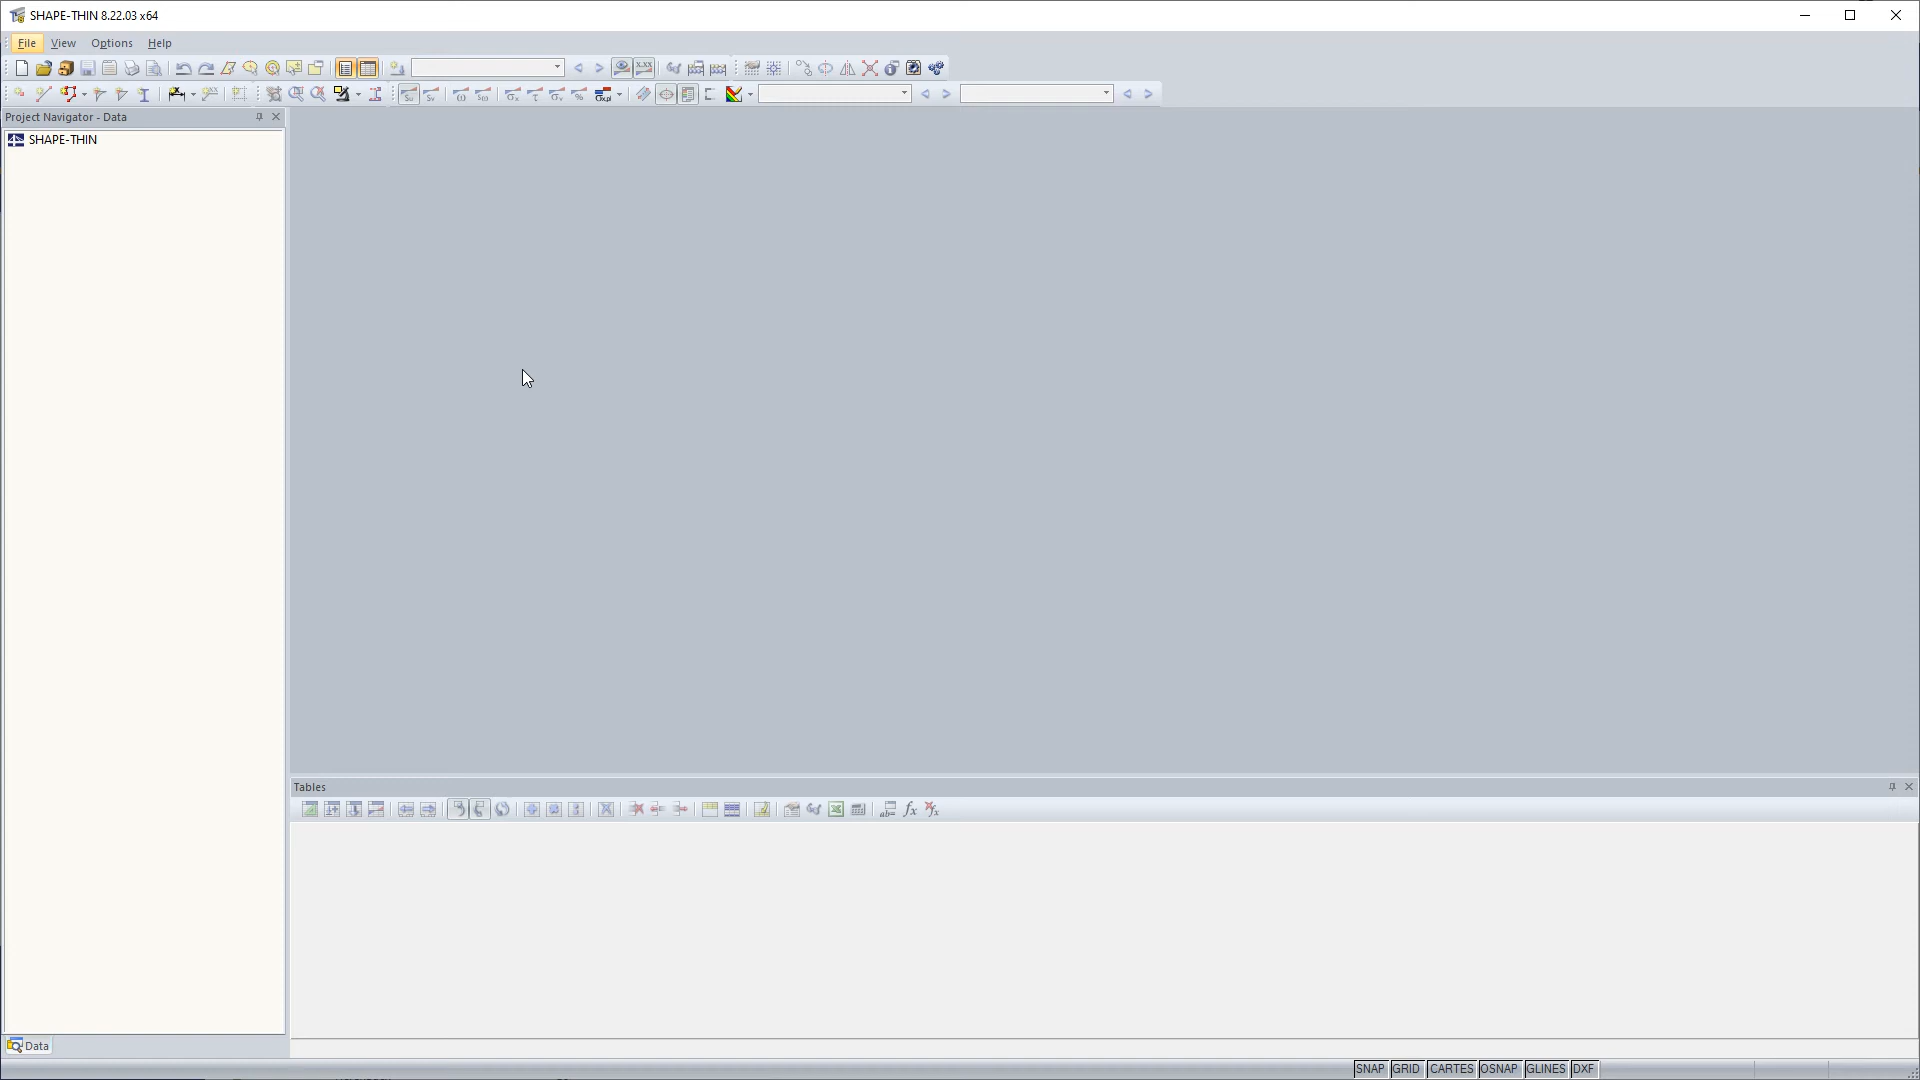 SHAPE-THIN 8.22.03 x64
File View Options Help
Project Navigator - Data
SHAPE-THIN
Tables
Data
SNAP GRID CARTES OSNAP GLINES DXF